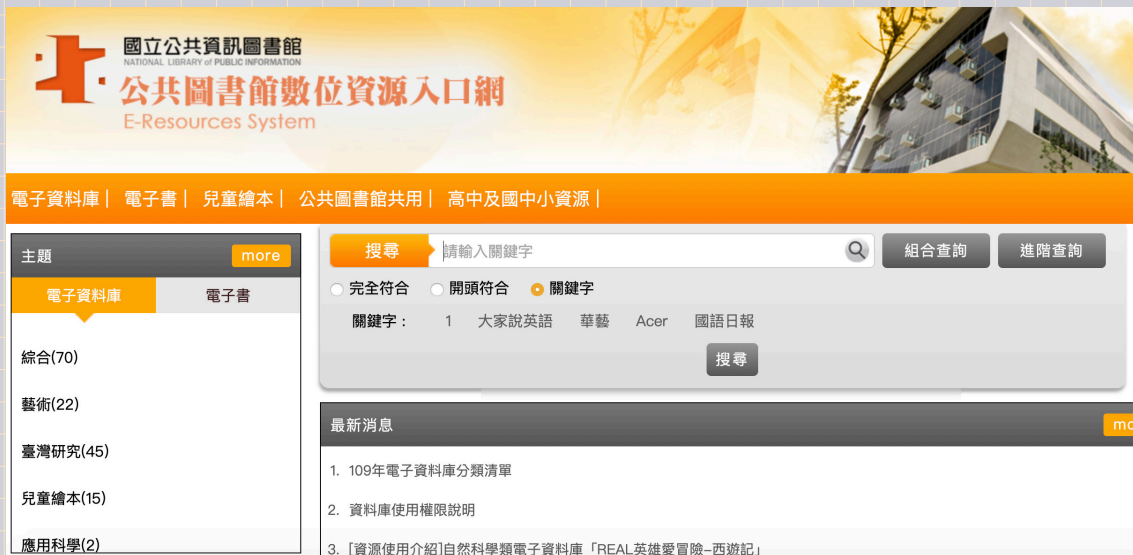 國立公共資訊圖書館
NATIONAL LIBRARY of PUBLIC INFORMATION
公共圖書館數位資源入口網
E-Resources System
電子資料庫| 電子書| 兒童繪本| 公共圖書館共用| 高中及國中小資源|
主題 more
電子資料庫 電子書
綜合(70)
藝術(22)
臺灣研究(45)
兒童繪本(15)
應用科學(2)
搜尋 請輸入關鍵字 組合查詢 進階查詢
完全符合 開頭符合 關鍵字
關鍵字： 1 大家說英語 華藝 Acer 國語日報
搜尋
最新消息 mo
1. 109年電子資料庫分類清單
2. 資料庫使用權限說明
3. [資源使用介紹]自然科學類電子資料庫「REAL英雄愛冒險–西遊記」